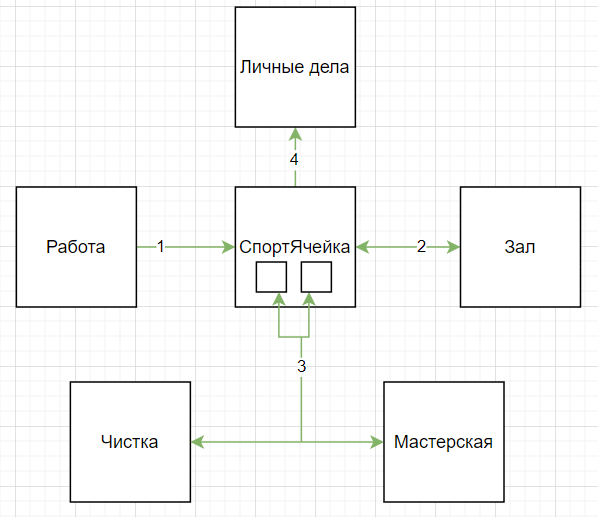 Личные дела
4
Работа
1
СпортЯчейка
2
Зал
3
Чистка
Мастерская